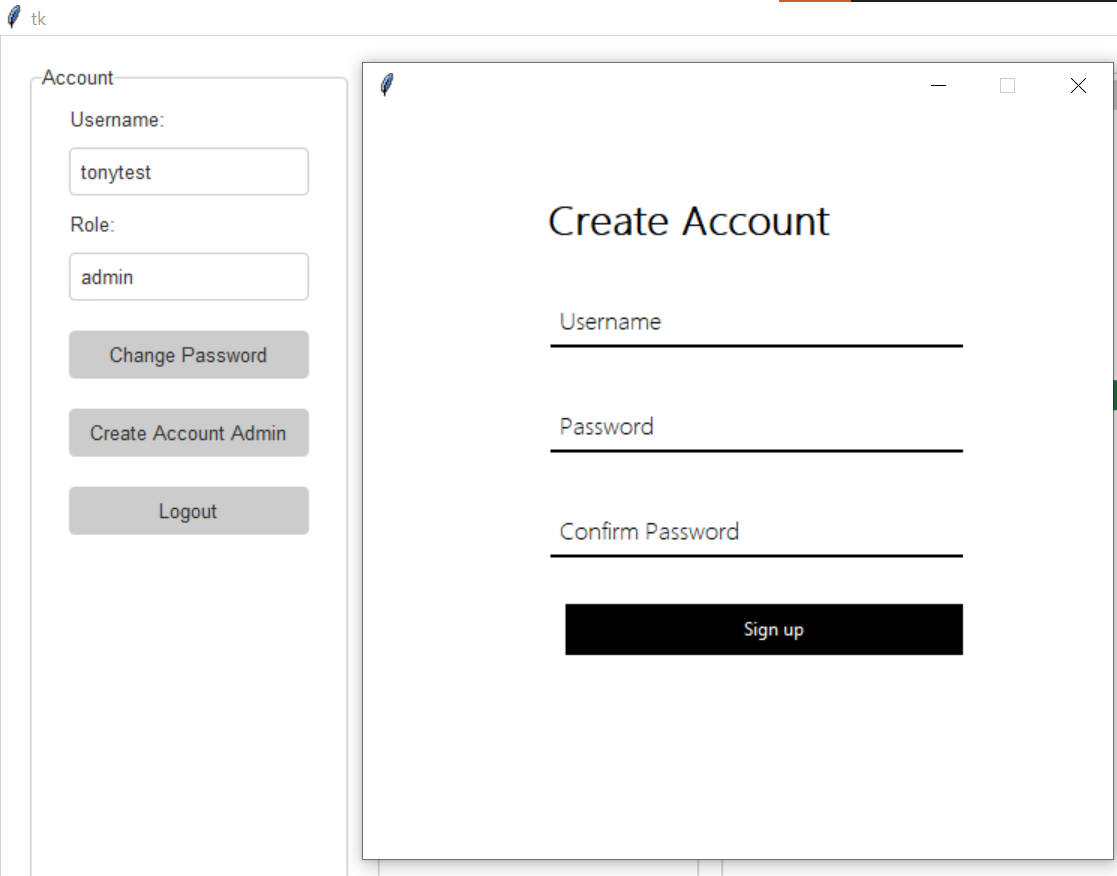 tk
Account
Username:
tonytest
Role:
admin
Change Password
Create Account Admin
Logout
Create Account
Username
Password
Confirm Password
Sign up